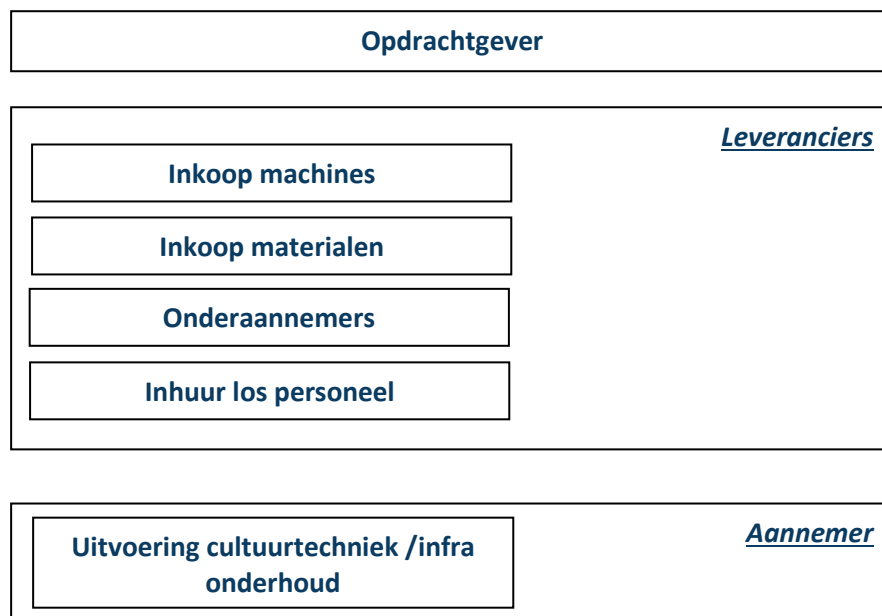 Opdrachtgever
Leveranciers
Inkoop machines
Inkoop materialen
Onderaannemers
Inhuur los personeel
Aannemer
Uitvoering cultuurtechniek /infra
onderhoud